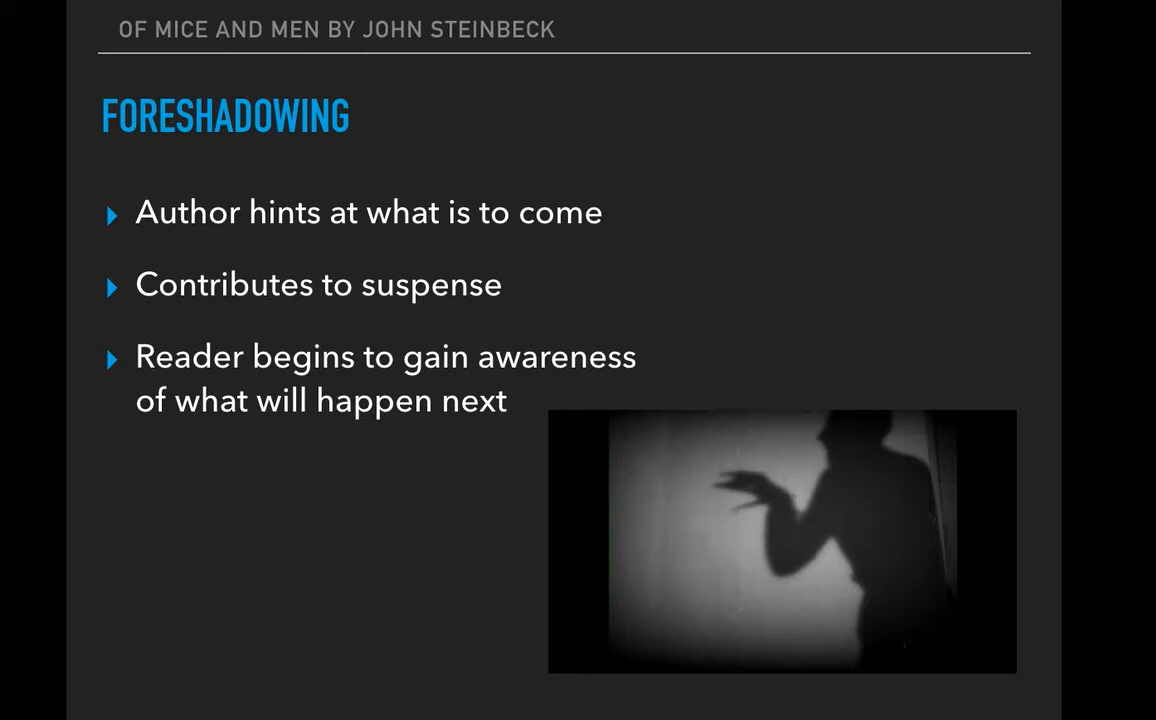 OF MICE AND MEN BY JOHN STEINBECK
FORESHADOWING
Author hints at what is to come
Contributes to suspense
Reader begins to gain awareness
of what will happen next